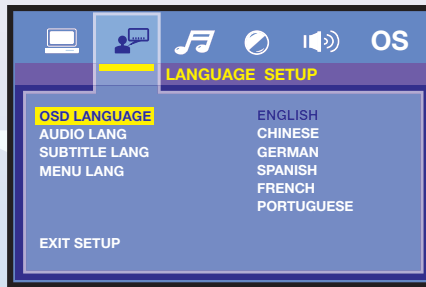 OS
LANGUAGE SETUP
OSD LANGUAGE ENGLISH
AUDIO LANG CHINESE
SUBTITLE LANG GERMAN
MENU LANG SPANISH
FRENCH
PORTUGUESE
EXIT SETUP